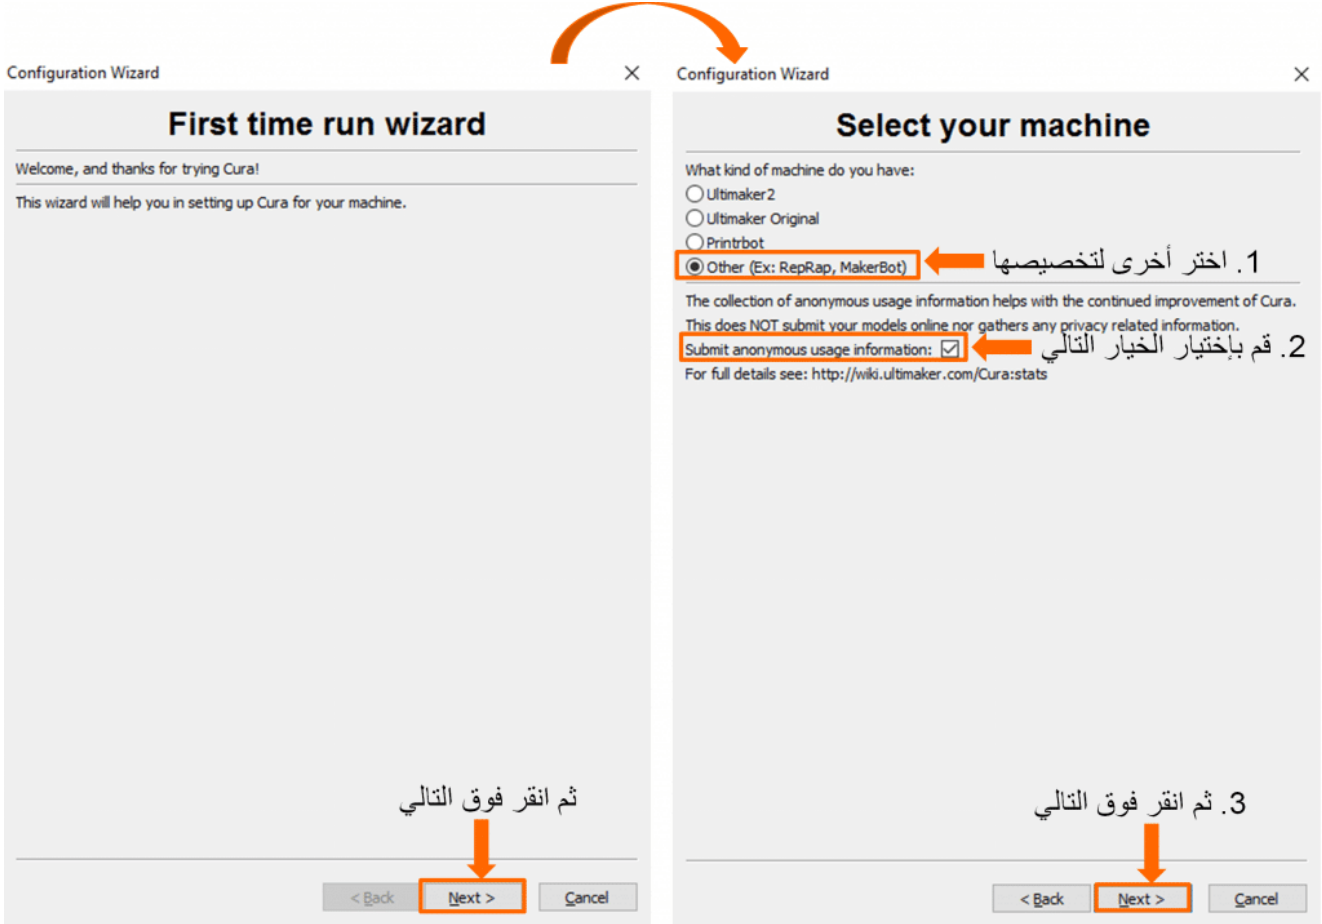 Configuration Wizard
First time run wizard
Welcome, and thanks for trying Cura!
This wizard will help you in setting up Cura for your machine.
ثم انقر فوق التالي
< Back
Next >
Cancel
Configuration Wizard
Select your machine
What kind of machine do you have:
Ultimaker2
Ultimaker Original
Printrbot
Other (Ex: RepRap, MakerBot)
1. اختر أخرى لتخصيصها
The collection of anonymous usage information helps with the continued improvement of Cura.
This does NOT submit your models online nor gathers any privacy related information.
Submit anonymous usage information:
2. قم بإختيار الخيار التالي
For full details see: http://wiki.ultimaker.com/Cura:stats
3. ثم انقر فوق التالي
< Back
Next >
Cancel